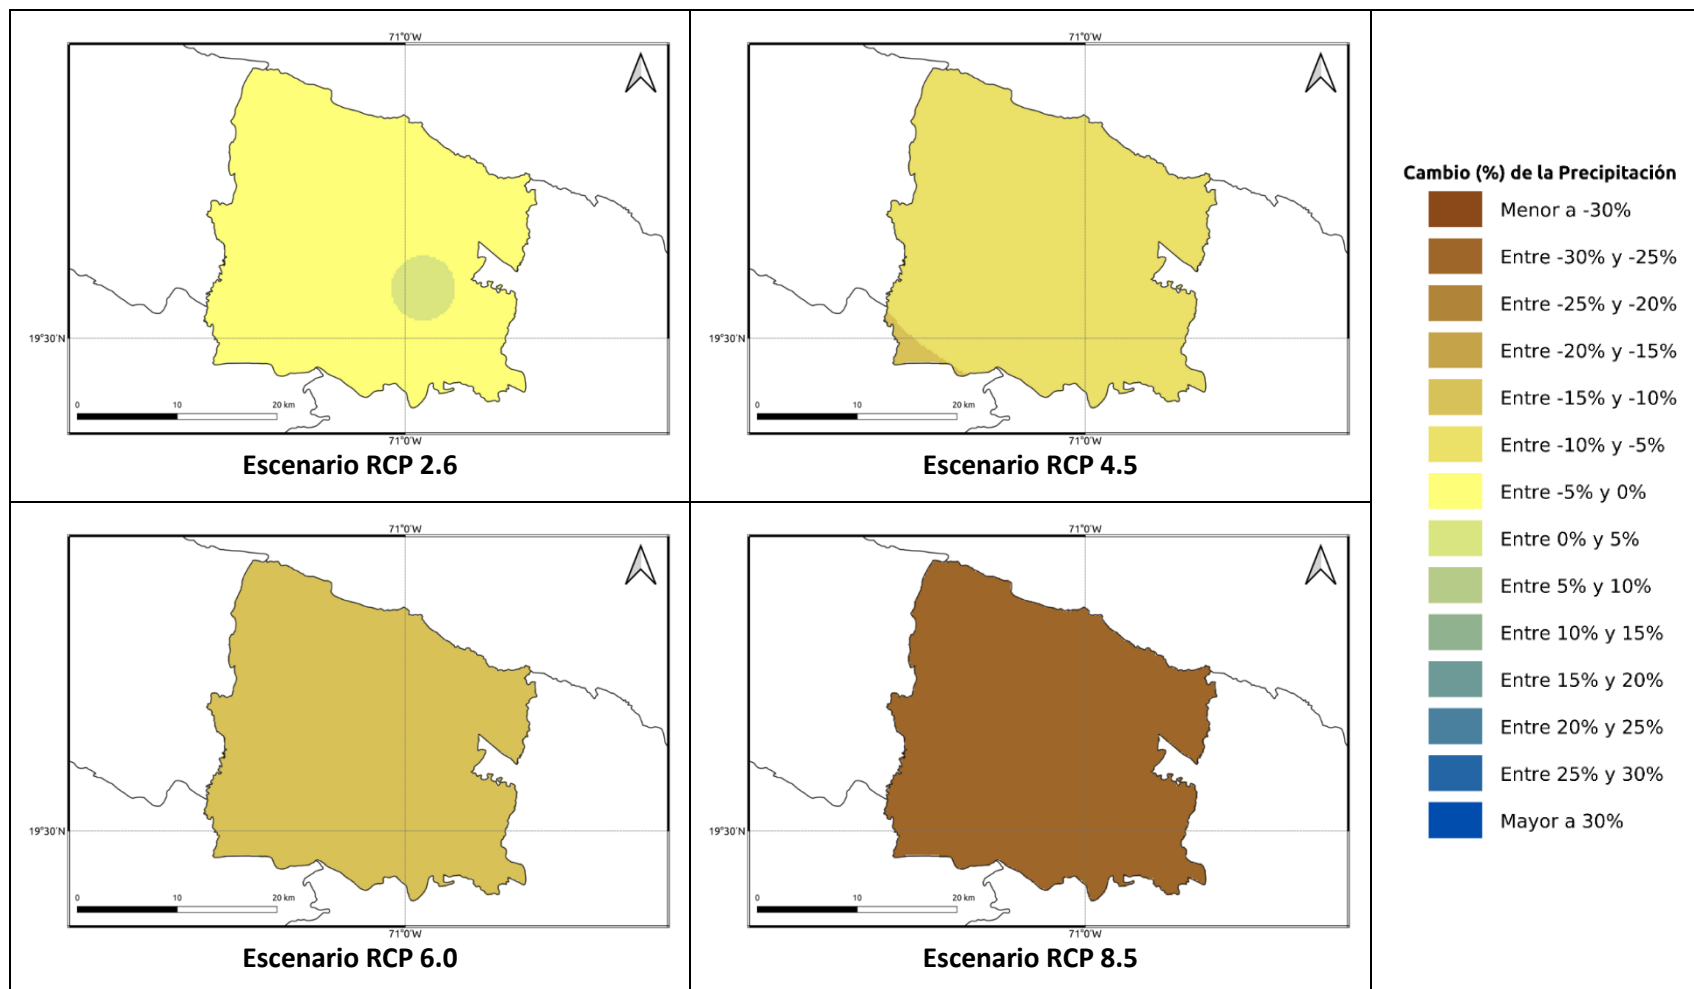 71°0'W
71°0'W
19°30'N
19°30'N
0
10
20 km
0
10
20 km
71°0'W
71°0'W
Escenario RCP 2.6
Escenario RCP 4.5
71°0'W
71°0'W
19°30'N
19°30'N
0
10
20 km
0
10
20 km
71°0'W
71°0'W
Escenario RCP 6.0
Escenario RCP 8.5
Cambio (%) de la Precipitación
Menor a -30%
Entre -30% y -25%
Entre -25% y -20%
Entre -20% y -15%
Entre -15% y -10%
Entre -10% y -5%
Entre -5% y 0%
Entre 0% y 5%
Entre 5% y 10%
Entre 10% y 15%
Entre 15% y 20%
Entre 20% y 25%
Entre 25% y 30%
Mayor a 30%